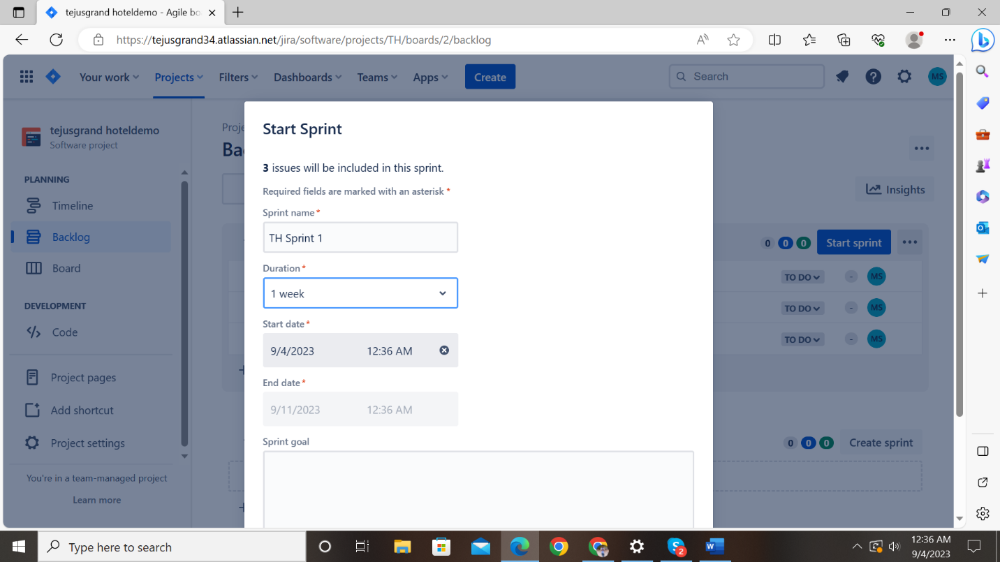 tejusgrand hoteldemo - Agile bo
https://tejusgrand34.atlassian.net/jira/software/projects/TH/boards/2/backlog
Your work Projects Filters Dashboards Teams Apps Create Search MS
tejusgrand hoteldemo
Software project
PLANNING
Timeline
Backlog
Board
DEVELOPMENT
Code
Project pages
Add shortcut
Project settings
You're in a team-managed project
Learn more
Proje
Ba
Start Sprint
3 issues will be included in this sprint.
Required fields are marked with an asterisk *
Sprint name *
TH Sprint 1
Duration *
1 week
Start date *
9/4/2023 12:36 AM
End date *
9/11/2023 12:36 AM
Sprint goal
Insights
0 0 0 Start sprint
TO DO - MS
TO DO - MS
TO DO - MS
0 0 0 Create sprint
Type here to search
2
12:36 AM
9/4/2023